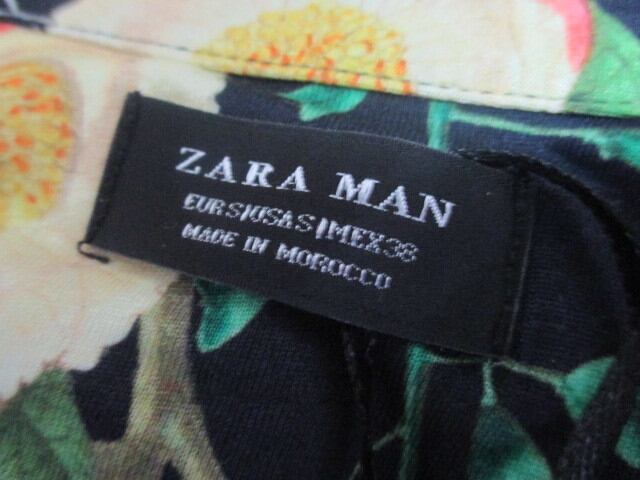 ZARA MAN
EUR S|USA S|MEX 38
MADE IN MOROCCO